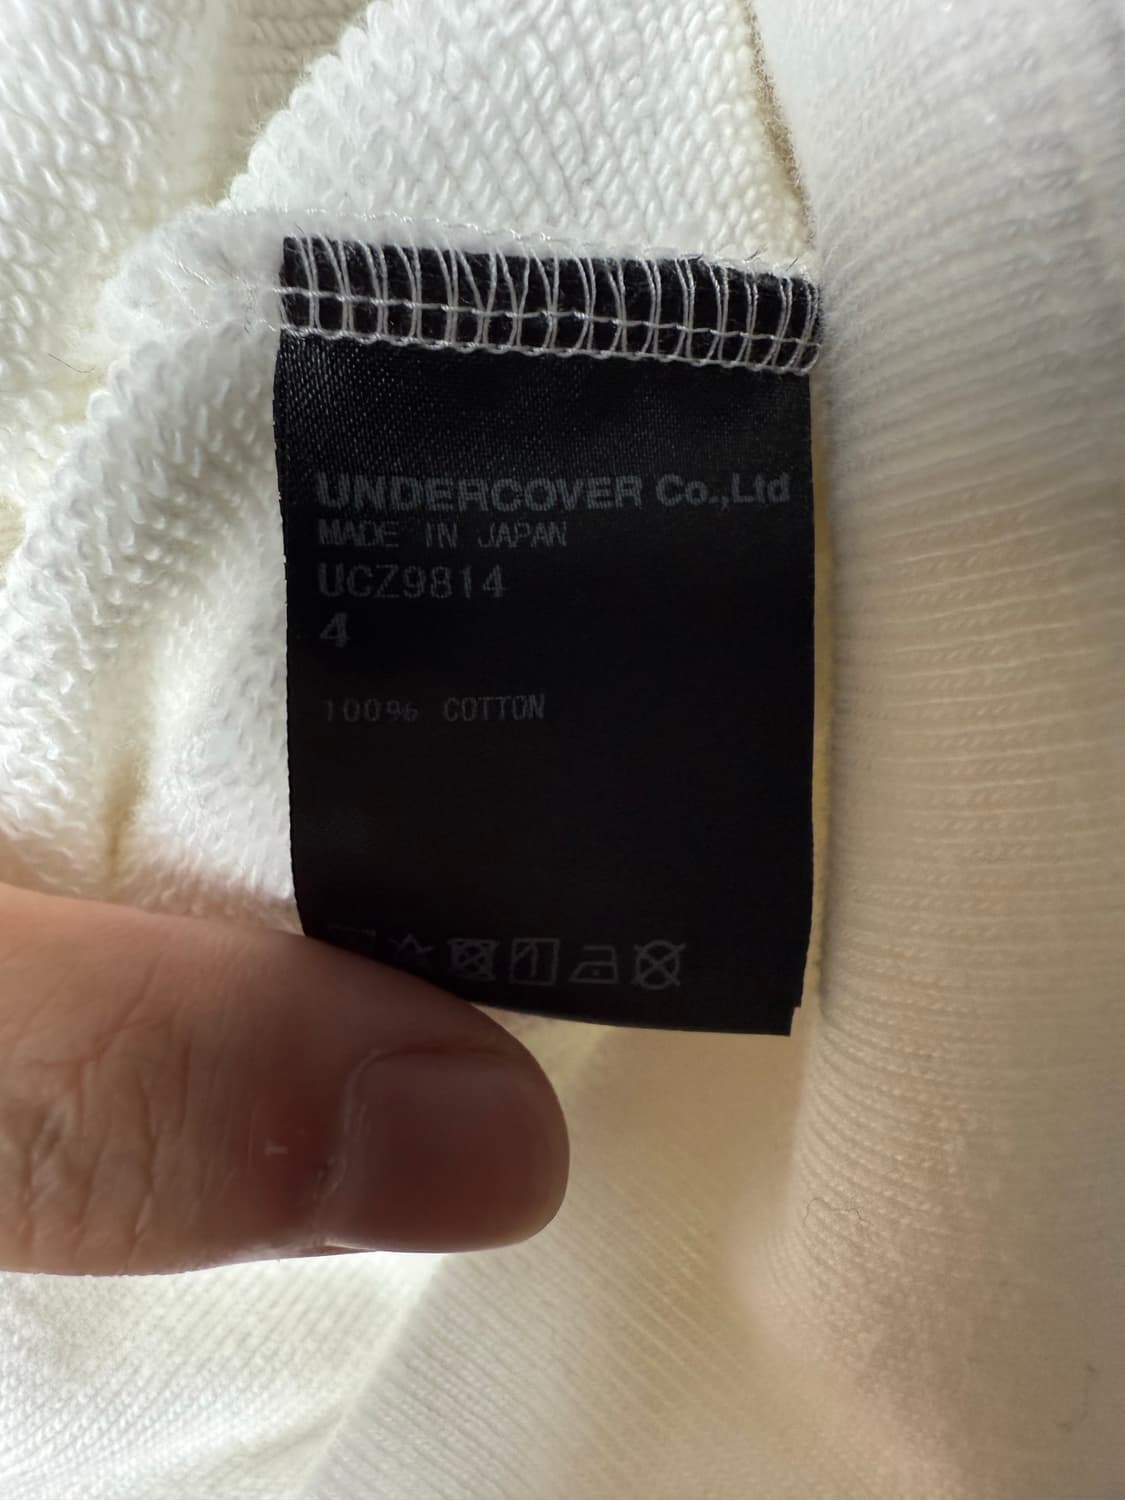 UNDERCOVER Co.,Ltd
MADE IN JAPAN
UCZ9814
4
100% COTTON